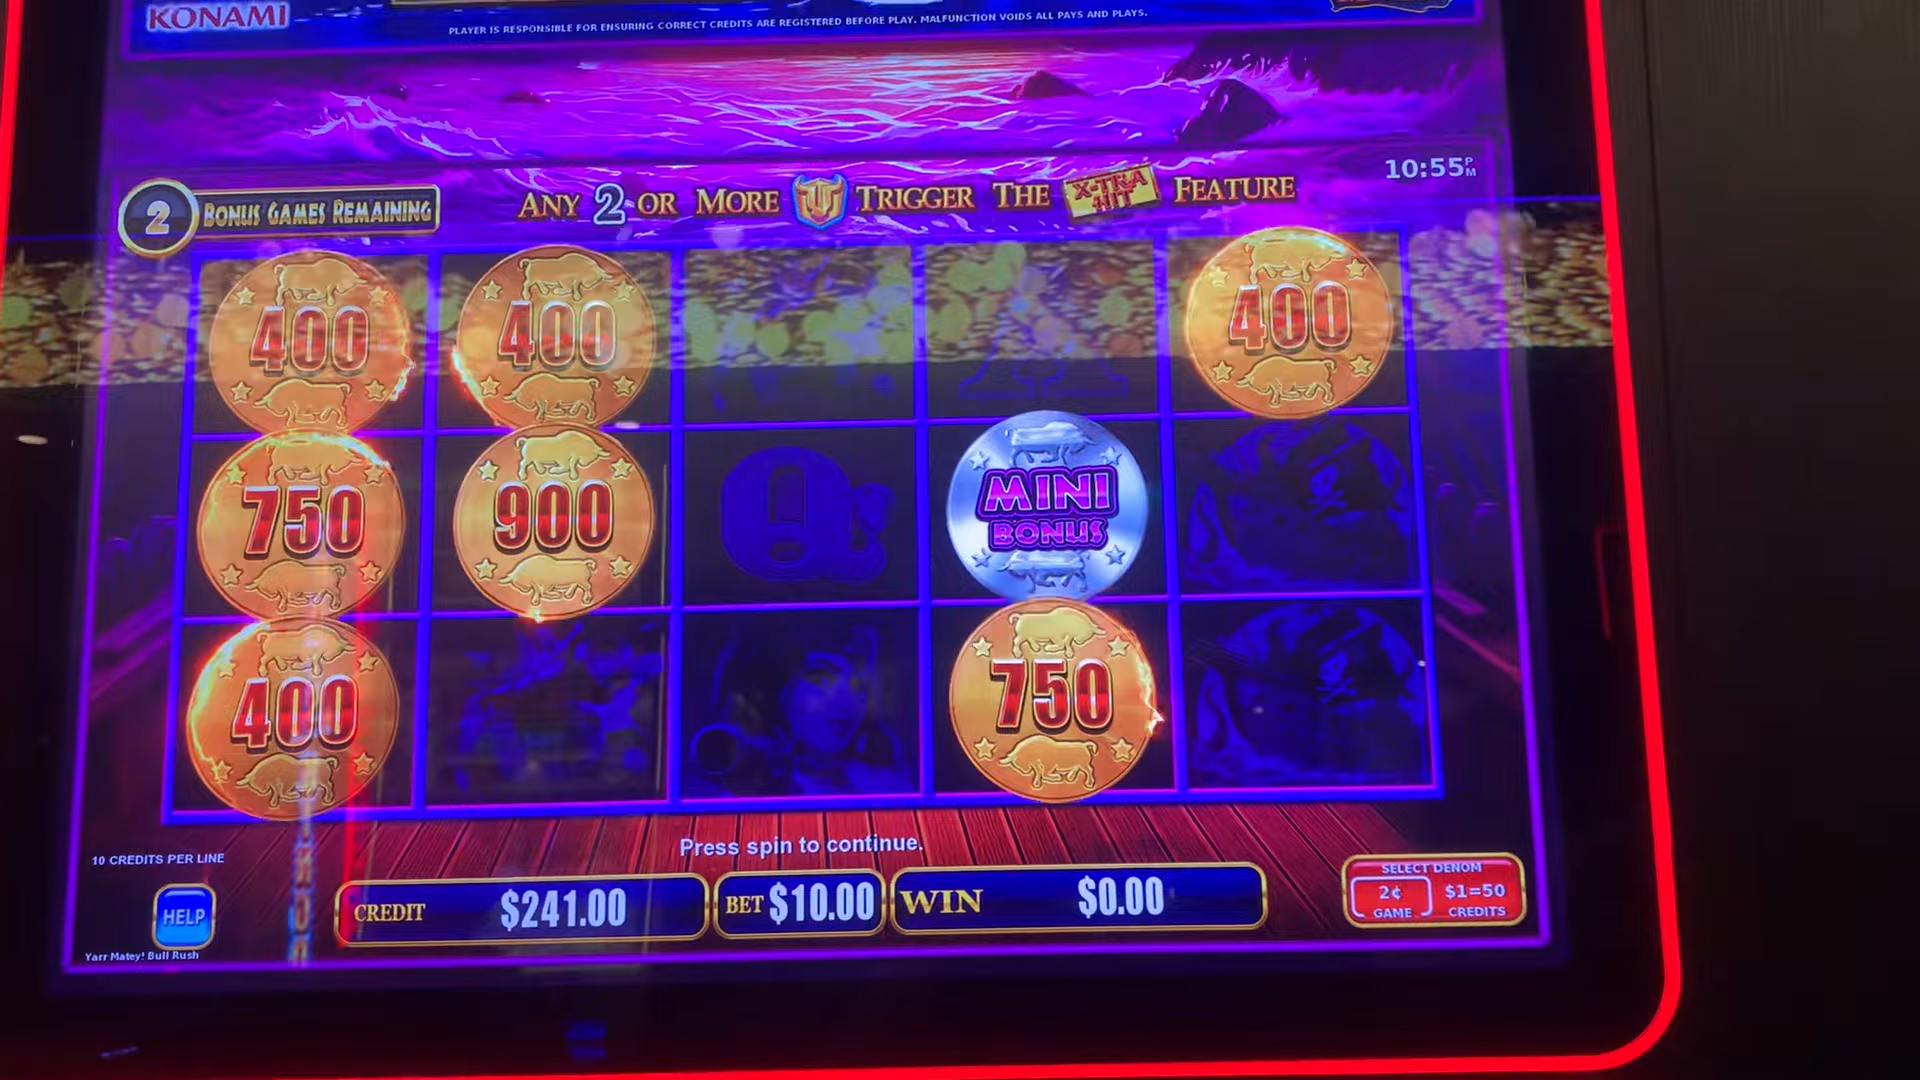 KONAMI
PLAYER IS RESPONSIBLE FOR ENSURING CORRECT CREDITS ARE REGISTERED BEFORE PLAY. MALFUNCTION VOIDS ALL PAYS AND PLAYS.
10:55PM
2 BONUS GAMES REMAINING
ANY 2 OR MORE TRIGGER THE X-TRA HIT FEATURE
400 400 400
750 900 Q MINI BONUS
400 750
Press spin to continue.
10 CREDITS PER LINE
HELP
CREDIT $241.00
BET $10.00
WIN $0.00
SELECT DENOM
2¢ GAME
$1=50 CREDITS
Yarr Matey! Bull Rush